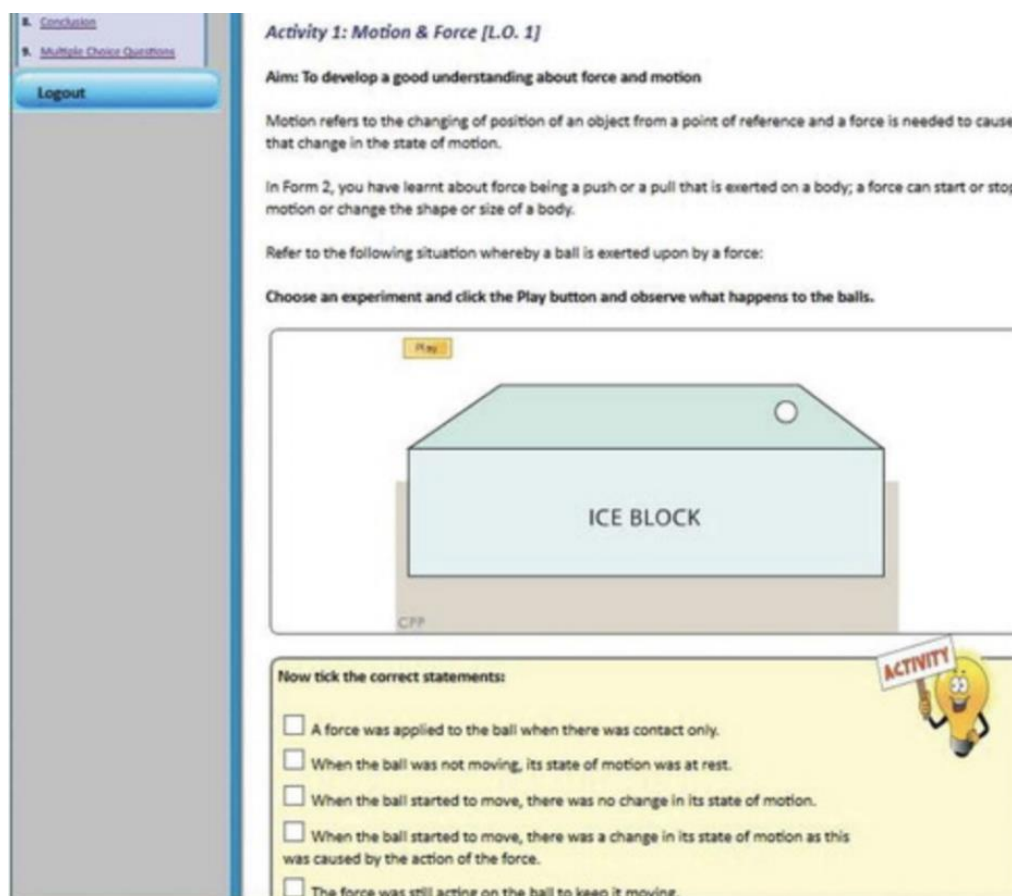 8. Conclusion
9. Multiple Choice Questions
Logout
Activity 1: Motion & Force [L.O. 1]
Aim: To develop a good understanding about force and motion
Motion refers to the changing of position of an object from a point of reference and a force is needed to cause
that change in the state of motion.
In Form 2, you have learnt about force being a push or a pull that is exerted on a body; a force can start or stop
motion or change the shape or size of a body.
Refer to the following situation whereby a ball is exerted upon by a force:
Choose an experiment and click the Play button and observe what happens to the balls.
Play
ICE BLOCK
CPP
ACTIVITY
Now tick the correct statements:
A force was applied to the ball when there was contact only.
When the ball was not moving, its state of motion was at rest.
When the ball started to move, there was no change in its state of motion.
When the ball started to move, there was a change in its state of motion as this
was caused by the action of the force.
The force was still acting on the ball to keep it moving.